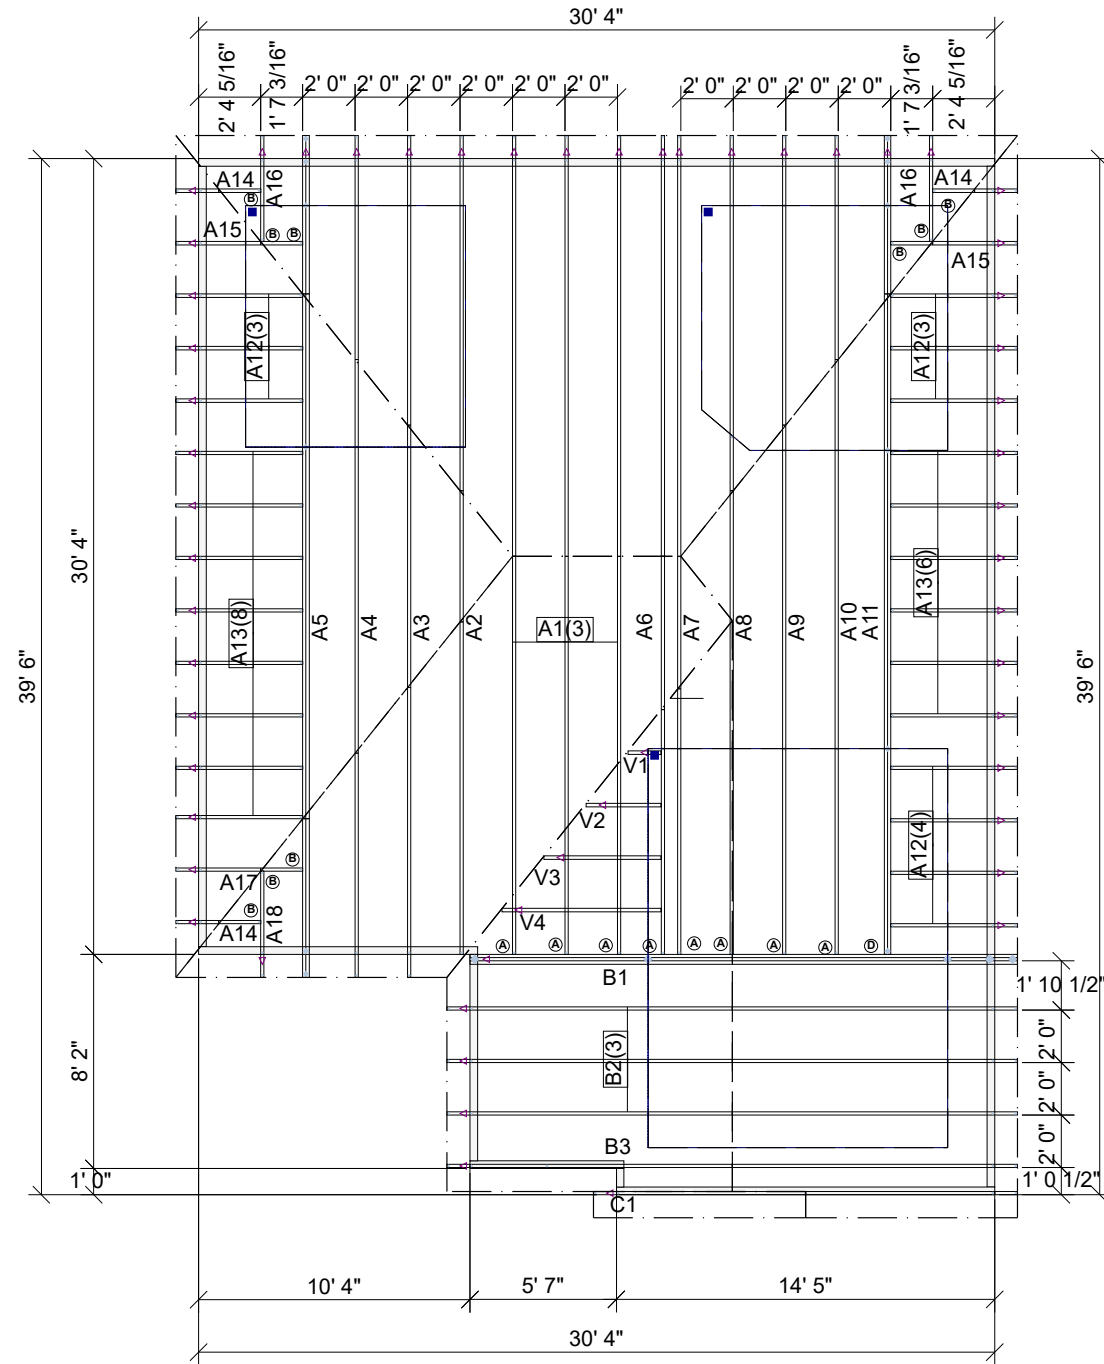 30' 4"
2' 4 5/16"
1' 7 3/16"
2' 0"
2' 0"
2' 0"
2' 0"
2' 0"
2' 0"
2' 0"
2' 0"
2' 0"
2' 0"
1' 7 3/16"
2' 4 5/16"
A14
A16
A16
A14
B
B
A15
B
B
B
B
A15
A12(3)
A12(3)
30' 4"
A13(6)
A13(8)
A5
A4
A3
A2
A1(3)
A6
A7
A8
A9
A10
A11
39' 6"
39' 6"
V1
V2
A12(4)
V3
B
A17
B
B
A18
A14
V4
A
A
A
A
A
A
A
A
D
B1
1' 10 1/2"
8' 2"
B2(3)
2' 0"
2' 0"
2' 0"
B3
1' 0"
1' 0 1/2"
C1
10' 4"
5' 7"
14' 5"
30' 4"